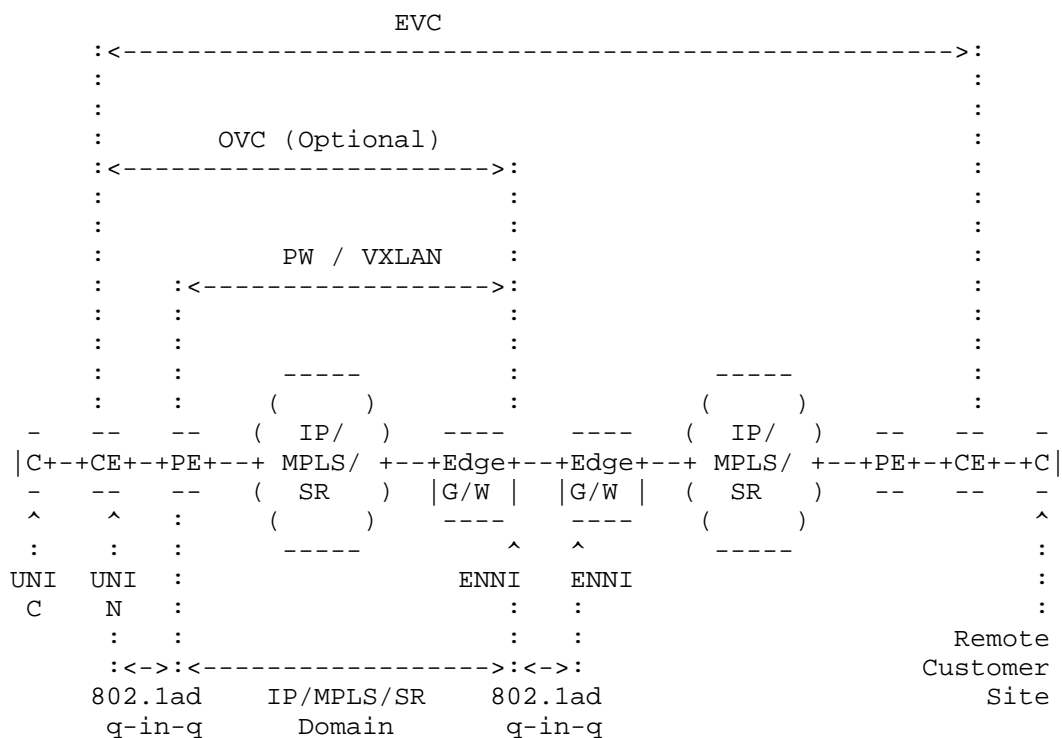 EVC
       :<----------------------------------------------------->:
       :                                                       :
       :                                                       :
       :       OVC (Optional)                                  :
       :<----------------------->:                             :
       :                         :                             :
       :                         :                             :
       :           PW / VXLAN    :                             :
       :    :<------------------>:                             :
       :    :                    :                             :
       :    :                    :                             :
       :    :      -----         :            -----            :
       :    :     (      )       :           (      )          :
  -    --   --   (  IP/   )   ----    ----   (  IP/   )   --   --   -
 |C+-+CE+-+PE+--+ MPLS/ +--+Edge+--+Edge+--+ MPLS/ +--+PE+-+CE+-+C|
  -    --   --   (  SR    )  |G/W |  |G/W |  (  SR    )   --   --   -
  ^    ^    :     (      )    ----    ----    (      )              ^
  :    :    :      -----         ^   ^         -----                :
 UNI  UNI   :                 ENNI   ENNI                           :
  C    N    :                    :   :                              :
       :    :                    :   :                         Remote
       :<->:<------------------>:<->:                        Customer
      802.1ad    IP/MPLS/SR   802.1ad                            Site
       q-in-q      Domain      q-in-q